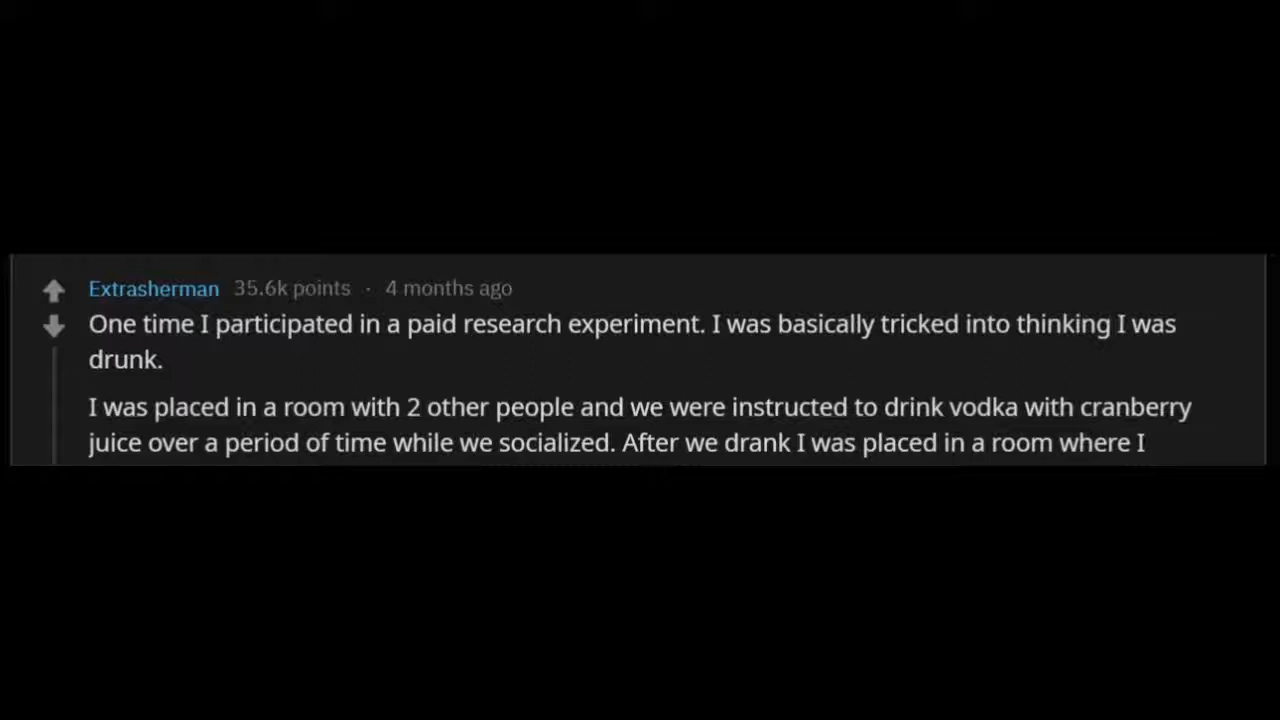 Extrasherman 35.6k points · 4 months ago
One time I participated in a paid research experiment. I was basically tricked into thinking I was
drunk.
I was placed in a room with 2 other people and we were instructed to drink vodka with cranberry
juice over a period of time while we socialized. After we drank I was placed in a room where I